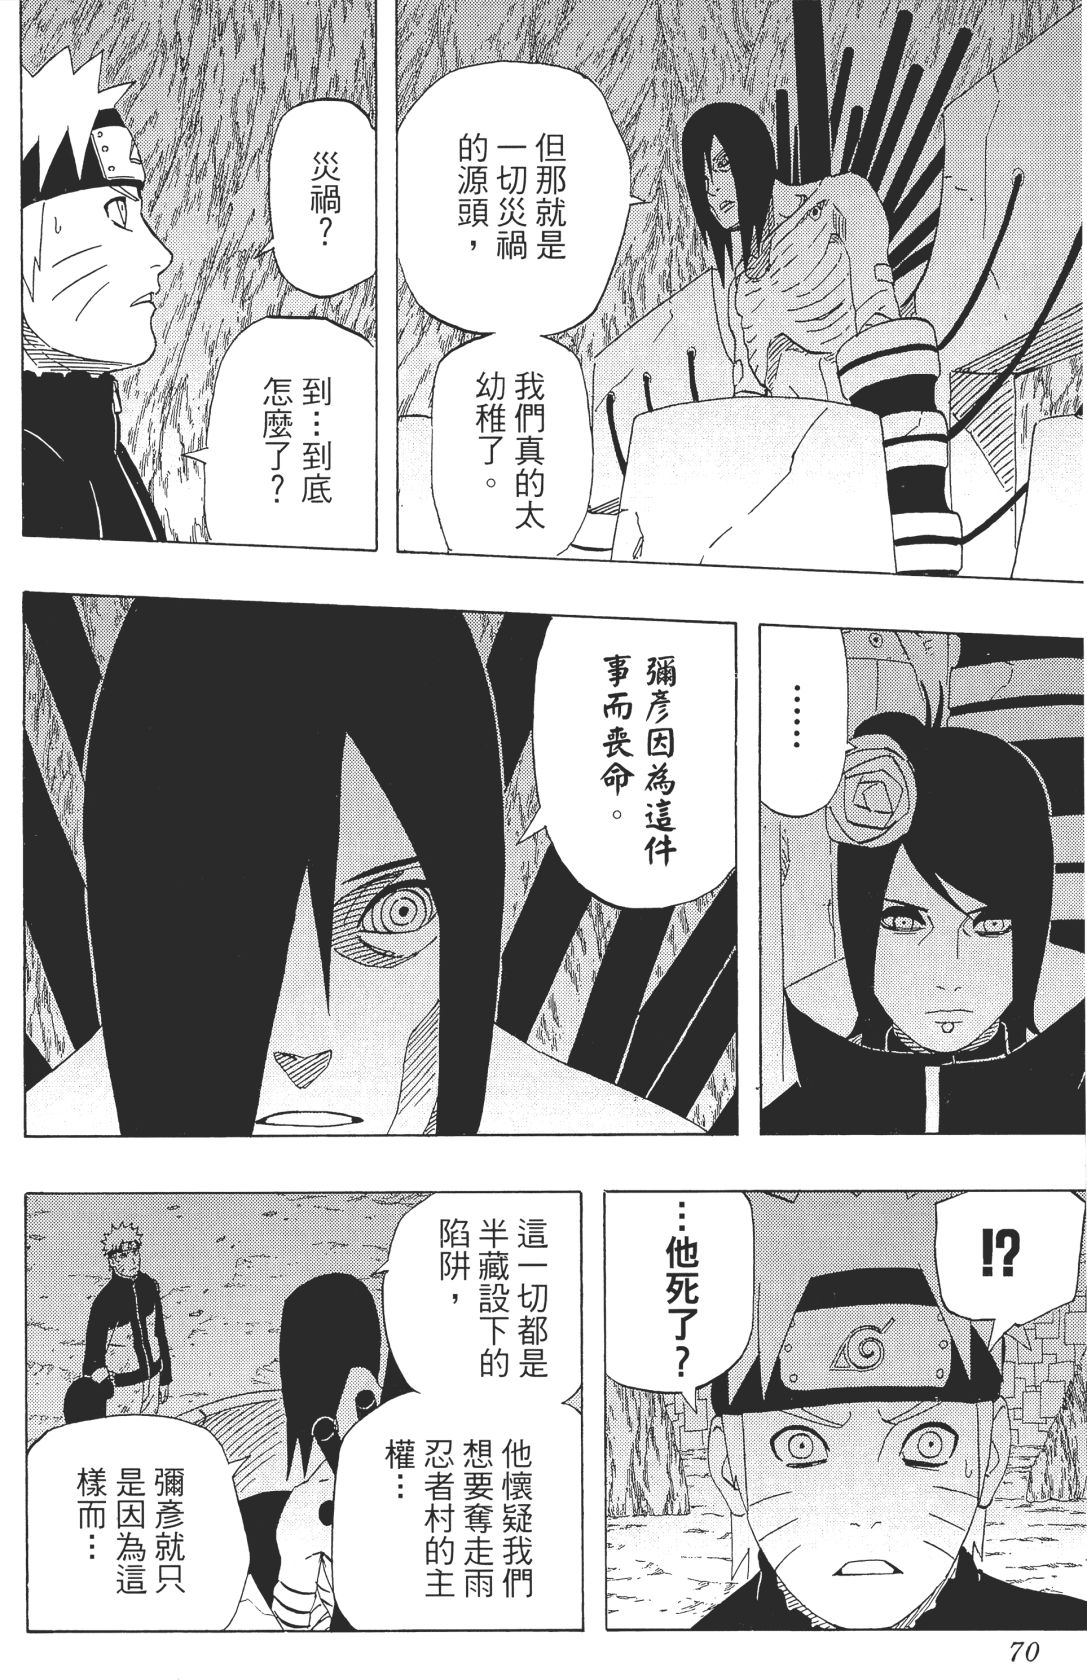 但那就是
一切災禍
的源頭，
我們真的太
幼稚了。
災禍？
到…到底
怎麼了？
……
彌彥因為這件
事而喪命。
!?
…他死了？
這一切都是
半藏設下的
陷阱，
他懷疑我們
想要奪走雨
忍者村的主
權…
彌彥就只
是因為這
樣而…
70